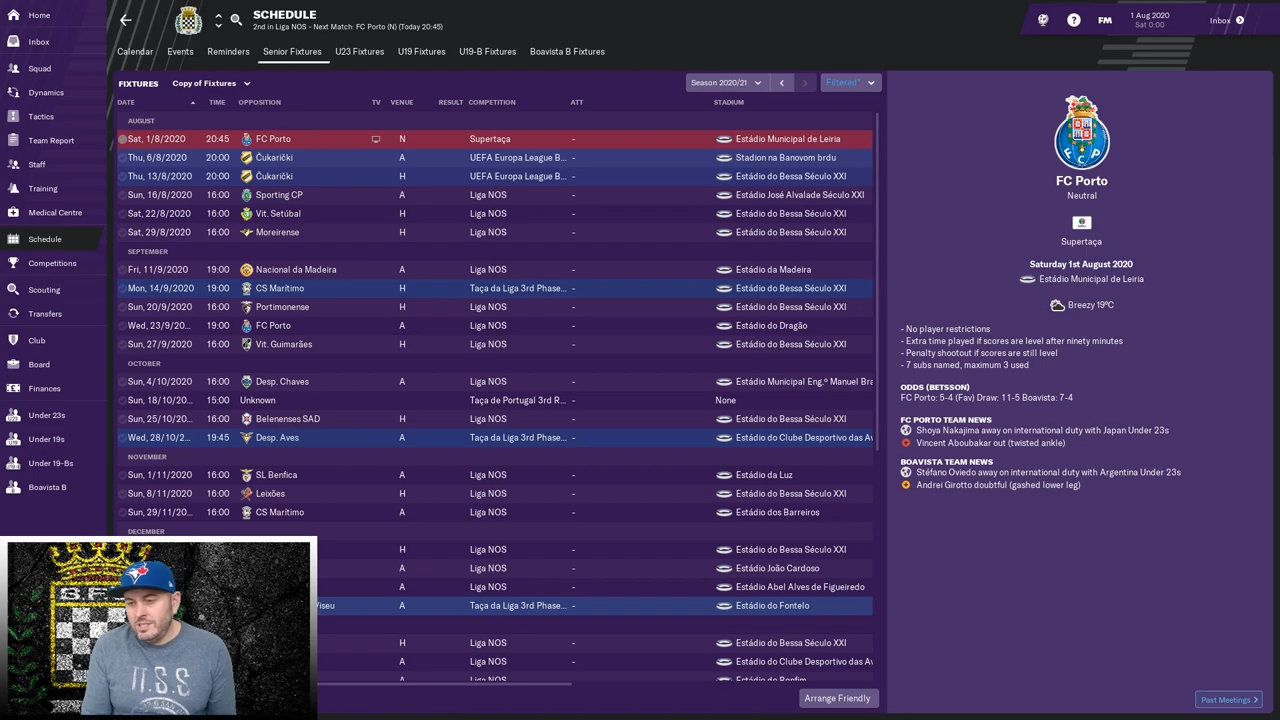 Home
Inbox
Squad
Dynamics
Tactics
Team Report
Staff
Training
Medical Centre
Schedule
Competitions
Scouting
Transfers
Club
Board
Finances
Under 23s
Under 19s
Under 19-Bs
Boavista B
SCHEDULE
2nd in Liga NOS - Next Match: FC Porto (N) (Today 20:45)
FM
1 Aug 2020
Sat 0:00
Inbox
Calendar Events Reminders Senior Fixtures U23 Fixtures U19 Fixtures U19-B Fixtures Boavista B Fixtures
FIXTURES Copy of Fixtures Season 2020/21 Filtered*
DATE TIME OPPOSITION TV VENUE RESULT COMPETITION ATT STADIUM
AUGUST
Sat, 1/8/2020 20:45 FC Porto N Supertaça Estádio Municipal de Leiria
Thu, 6/8/2020 20:00 Čukarički A UEFA Europa League B... - Stadion na Banovom brdu
Thu, 13/8/2020 20:00 Čukarički H UEFA Europa League B... - Estádio do Bessa Século XXI
Sun, 16/8/2020 16:00 Sporting CP A Liga NOS - Estádio José Alvalade Século XXI
Sat, 22/8/2020 16:00 Vit. Setúbal H Liga NOS - Estádio do Bessa Século XXI
Sat, 29/8/2020 16:00 Moreirense H Liga NOS - Estádio do Bessa Século XXI
SEPTEMBER
Fri, 11/9/2020 19:00 Nacional da Madeira A Liga NOS - Estádio da Madeira
Mon, 14/9/2020 19:00 CS Marítimo H Taça da Liga 3rd Phase... - Estádio do Bessa Século XXI
Sun, 20/9/2020 16:00 Portimonense H Liga NOS - Estádio do Bessa Século XXI
Wed, 23/9/20... 19:00 FC Porto A Liga NOS - Estádio do Dragão
Sun, 27/9/2020 16:00 Vit. Guimarães H Liga NOS - Estádio do Bessa Século XXI
OCTOBER
Sun, 4/10/2020 16:00 Desp. Chaves A Liga NOS - Estádio Municipal Eng.º Manuel Bra
Sun, 18/10/20... 15:00 Unknown Taça de Portugal 3rd R... - None
Sun, 25/10/20... 16:00 Belenenses SAD H Liga NOS - Estádio do Bessa Século XXI
Wed, 28/10/2... 19:45 Desp. Aves A Taça da Liga 3rd Phase... - Estádio do Clube Desportivo das Av
NOVEMBER
Sun, 1/11/2020 16:00 SL Benfica A Liga NOS - Estádio da Luz
Sun, 8/11/2020 16:00 Leixões H Liga NOS - Estádio do Bessa Século XXI
Sun, 29/11/2020 16:00 CS Marítimo A Liga NOS - Estádio dos Barreiros
DECEMBER
H Liga NOS - Estádio do Bessa Século XXI
A Liga NOS - Estádio João Cardoso
A Liga NOS - Estádio Abel Alves de Figueiredo
Viseu A Taça da Liga 3rd Phase... - Estádio do Fontelo
H Liga NOS - Estádio do Bessa Século XXI
A Liga NOS - Estádio do Clube Desportivo das Av
A Liga NOS - Estádio do Bonfim
Arrange Friendly
FC Porto
Neutral
Supertaça
Saturday 1st August 2020
Estádio Municipal de Leiria
Breezy 19°C
- No player restrictions
- Extra time played if scores are level after ninety minutes
- Penalty shootout if scores are still level
- 7 subs named, maximum 3 used
ODDS (BETSSON)
FC Porto: 5-4 (Fav) Draw: 11-5 Boavista: 7-4
FC PORTO TEAM NEWS
Shoya Nakajima away on international duty with Japan Under 23s
Vincent Aboubakar out (twisted ankle)
BOAVISTA TEAM NEWS
Stéfano Oviedo away on international duty with Argentina Under 23s
Andrei Girotto doubtful (gashed lower leg)
Past Meetings